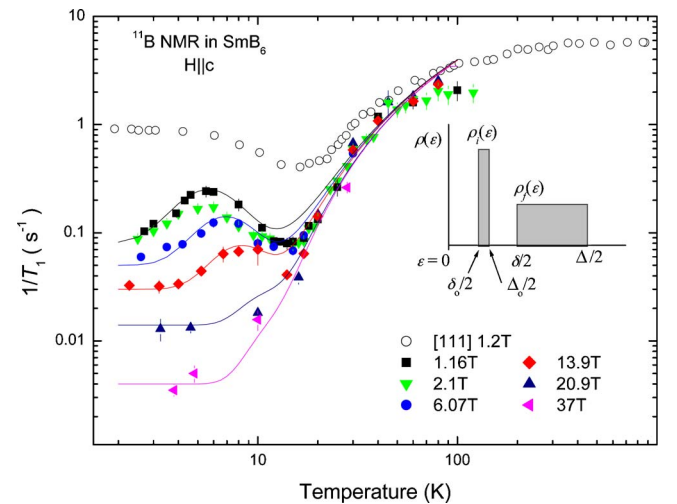 ¹¹B NMR in SmB₆
H||c
10
1
0.1
0.01
1/T₁ ( s⁻¹)
ρ(ε)
ρᵢ(ε)
ρf(ε)
ε = 0
δₒ/2
Δₒ/2
δ/2
Δ/2
[111] 1.2T
1.16T
2.1T
6.07T
13.9T
20.9T
37T
10
100
Temperature (K)